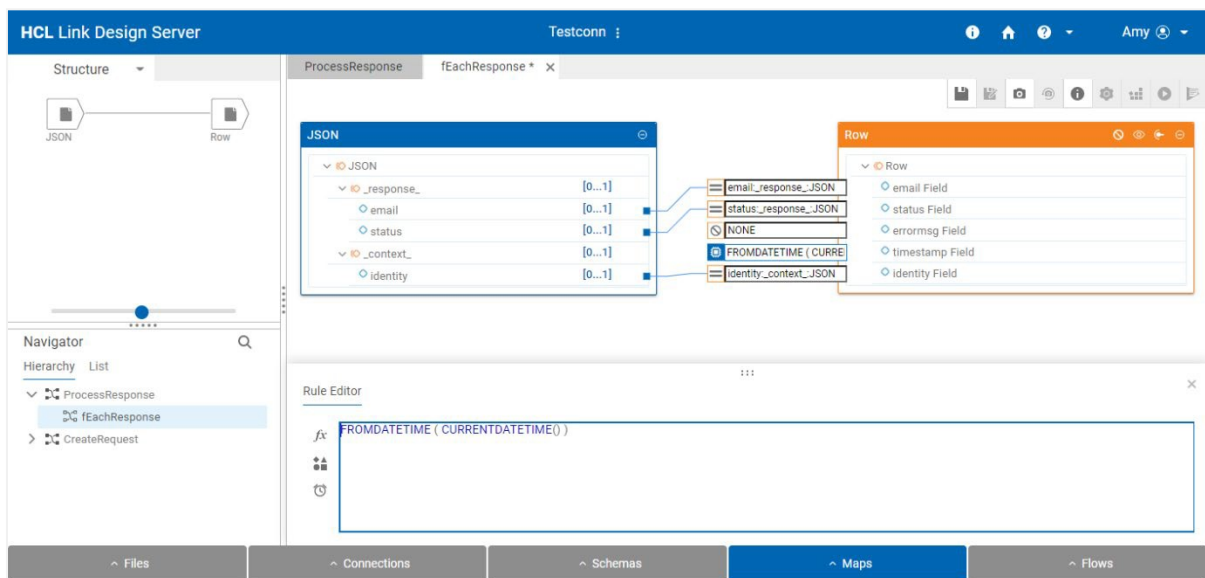 HCL Link Design Server
Testconn
Amy
Structure
ProcessResponse
fEachResponse *
JSON
Row
JSON
JSON
_response_
[0...1]
email
[0...1]
status
[0...1]
_context_
[0...1]
identity
[0...1]
email:_response_:JSON
status:_response_:JSON
NONE
FROMDATETIME ( CURRE
identity:_context_:JSON
Row
Row
email Field
status Field
errormsg Field
timestamp Field
identity Field
Navigator
Hierarchy List
ProcessResponse
fEachResponse
CreateRequest
Rule Editor
fx
FROMDATETIME ( CURRENTDATETIME() )
Files
Connections
Schemas
Maps
Flows